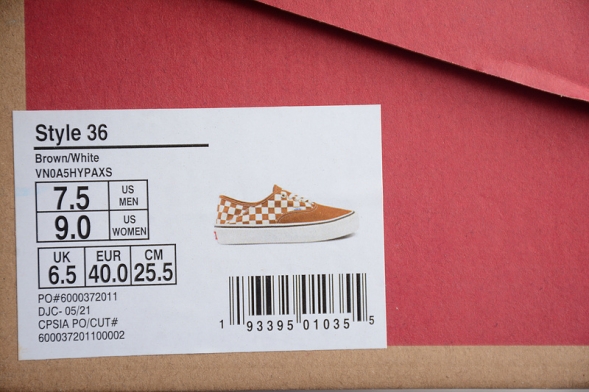 Style 36
Brown/White
VN0A5HYPAXS
7.5 US MEN
9.0 US WOMEN
UK EUR CM
6.5 40.0 25.5
PO#6000372011
DJC- 05/21
CPSIA PO/CUT#
600037201100002
1 93395 01035 5